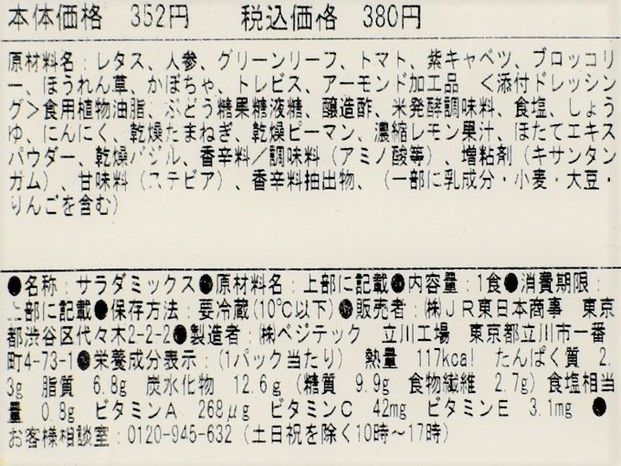 本体価格 352円 税込価格 380円
原材料名：レタス、人参、グリーンリーフ、トマト、紫キャベツ、ブロッコリ
ー、ほうれん草、かぼちゃ、トレビス、アーモンド加工品 ＜添付ドレッシン
グ＞食用植物油脂、ぶどう糖果糖液糖、醸造酢、米発酵調味料、食塩、しょう
ゆ、にんにく、乾燥たまねぎ、乾燥ピーマン、濃縮レモン果汁、ほたてエキス
パウダー、乾燥バジル、香辛料／調味料（アミノ酸等）、増粘剤（キサンタン
ガム）、甘味料（ステビア）、香辛料抽出物、（一部に乳成分・小麦・大豆・
りんごを含む）
●名称：サラダミックス●原材料名：上部に記載●内容量：1食●消費期限：
上部に記載●保存方法：要冷蔵(10℃以下)●販売者：㈱ＪＲ東日本商事 東京
都渋谷区代々木2-2-2●製造者：㈱ベジテック 立川工場 東京都立川市一番
町4-73-1●栄養成分表示：(1パック当たり) 熱量 117kcal たんぱく質 2.
3g 脂質 6.8g 炭水化物 12.6g (糖質 9.9g 食物繊維 2.7g) 食塩相当
量 0.8g ビタミンA 268μg ビタミンC 42mg ビタミンE 3.1mg ●
お客様相談室：0120-945-632 (土日祝を除く10時～17時)